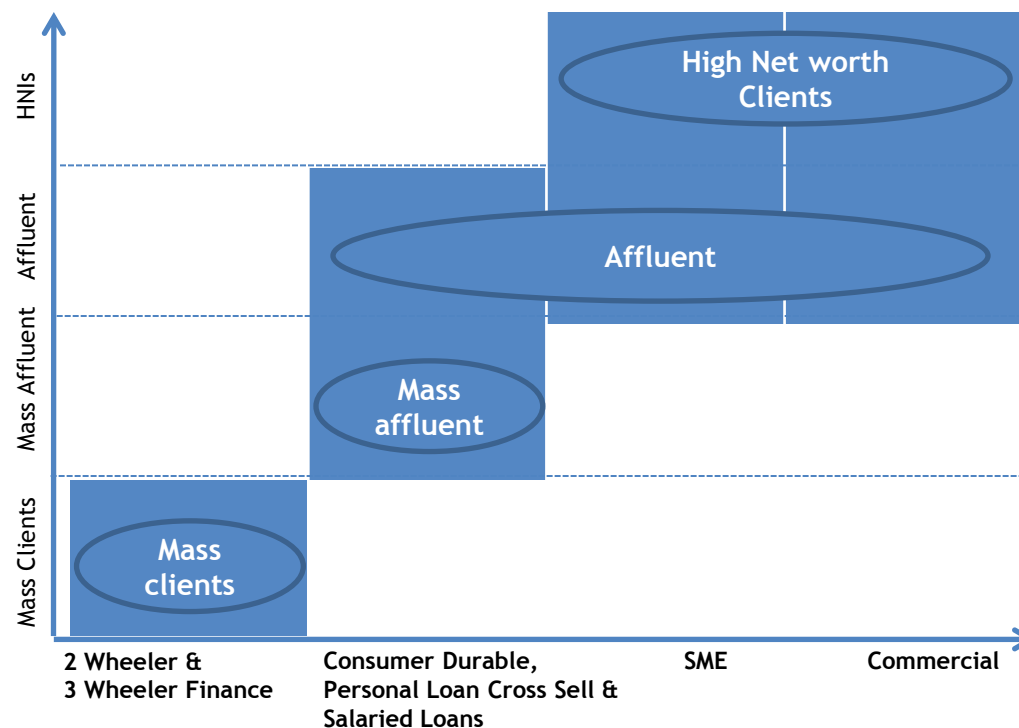 HNIs
High Net worth
Clients
Affluent
Affluent
Mass Affluent
Mass
affluent
Mass Clients
Mass
clients
2 Wheeler &
3 Wheeler Finance
Consumer Durable,
Personal Loan Cross Sell &
Salaried Loans
SME
Commercial